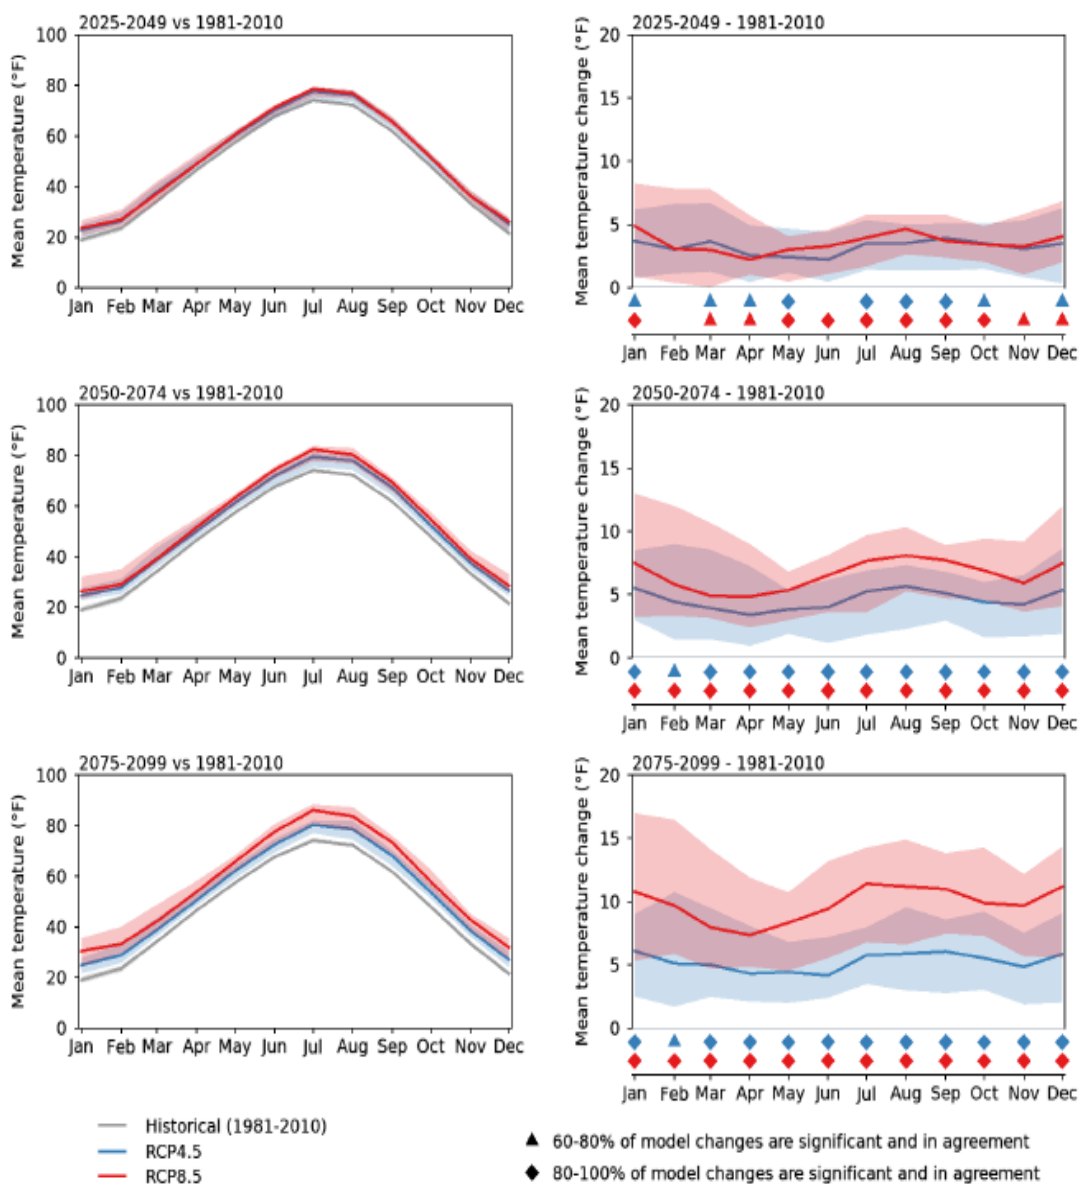 2025-2049 vs 1981-2010
Mean temperature (°F)
100
80
60
40
20
0
Jan Feb Mar Apr May Jun Jul Aug Sep Oct Nov Dec
2025-2049 - 1981-2010
Mean temperature change (°F)
20
15
10
5
0
Jan Feb Mar Apr May Jun Jul Aug Sep Oct Nov Dec
2050-2074 vs 1981-2010
Mean temperature (°F)
100
80
60
40
20
0
Jan Feb Mar Apr May Jun Jul Aug Sep Oct Nov Dec
2050-2074 - 1981-2010
Mean temperature change (°F)
20
15
10
5
0
Jan Feb Mar Apr May Jun Jul Aug Sep Oct Nov Dec
2075-2099 vs 1981-2010
Mean temperature (°F)
100
80
60
40
20
0
Jan Feb Mar Apr May Jun Jul Aug Sep Oct Nov Dec
2075-2099 - 1981-2010
Mean temperature change (°F)
20
15
10
5
0
Jan Feb Mar Apr May Jun Jul Aug Sep Oct Nov Dec
Historical (1981-2010)
RCP4.5
RCP8.5
60-80% of model changes are significant and in agreement
80-100% of model changes are significant and in agreement